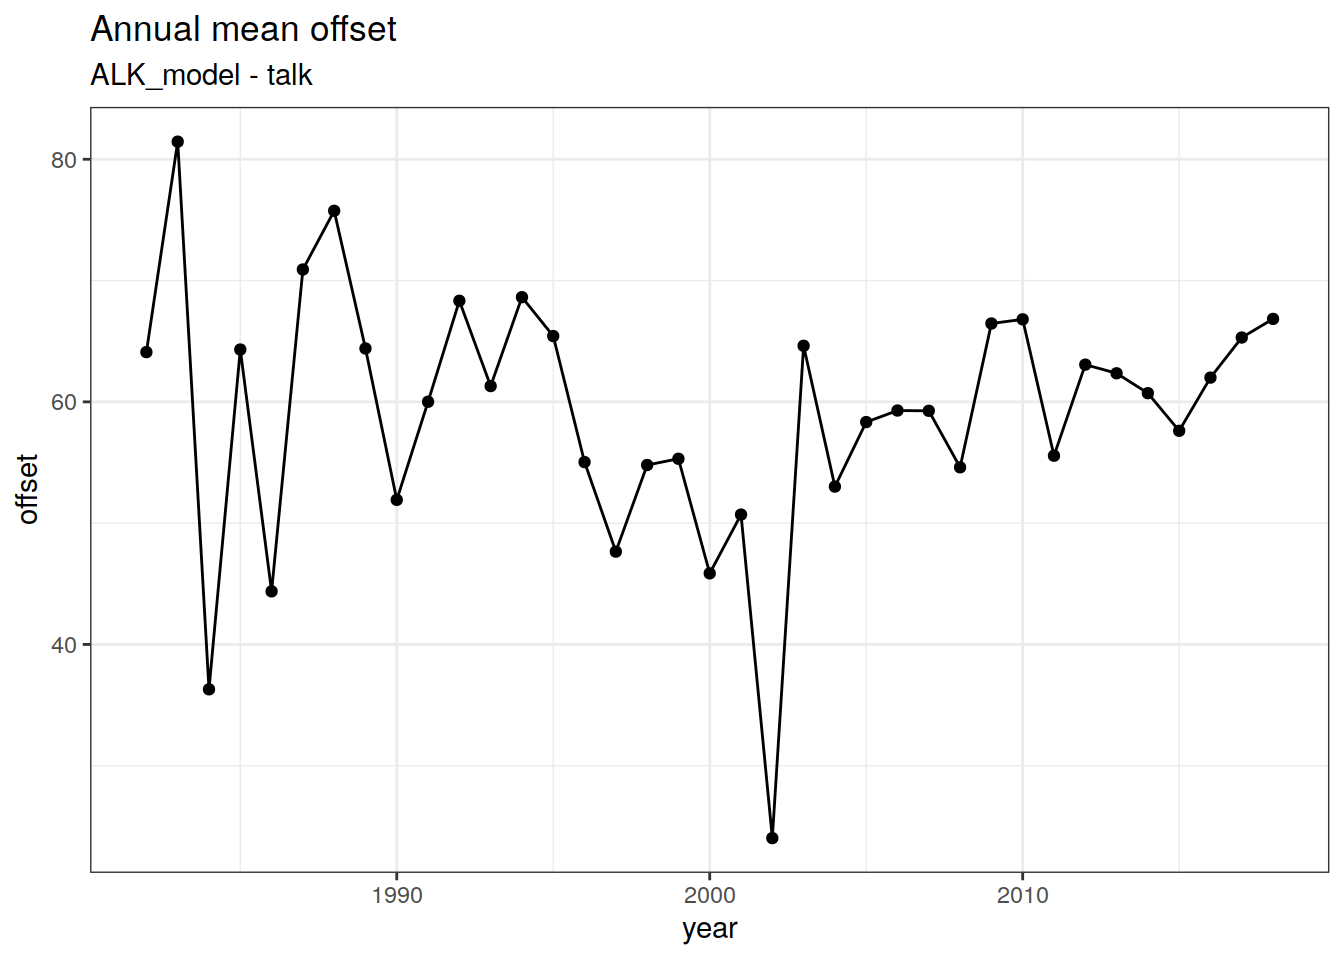 Annual mean offset
ALK_model - talk
80
60
40
offset
1990 2000 2010
year